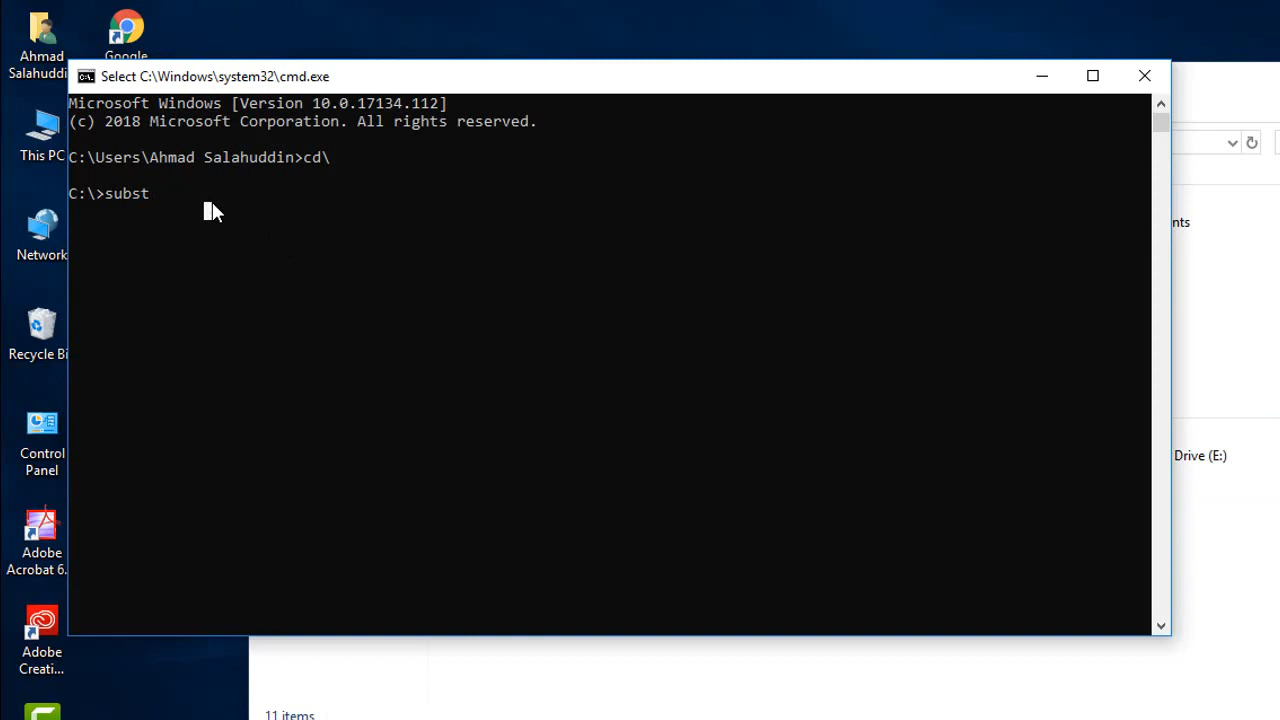 Ahmad
Salahuddi
Google
Select C:\Windows\system32\cmd.exe
Microsoft Windows [Version 10.0.17134.112]
(c) 2018 Microsoft Corporation. All rights reserved.
C:\Users\Ahmad Salahuddin>cd\
C:\>subst
This PC
Network
Recycle Bi
Control
Panel
Adobe
Acrobat 6.
Adobe
Creati...
nts
Drive (E:)
11 items